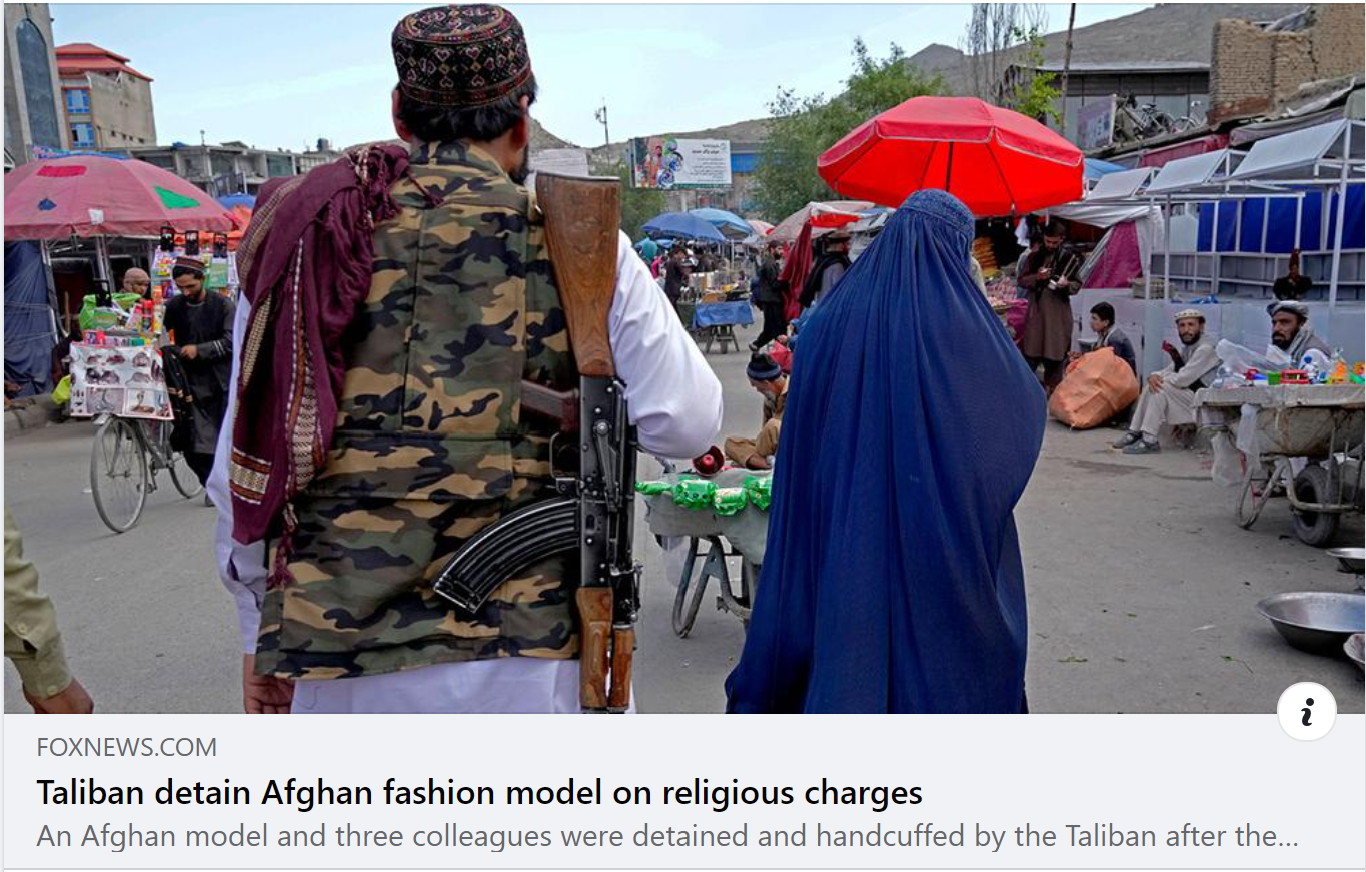 FOXNEWS.COM
Taliban detain Afghan fashion model on religious charges
An Afghan model and three colleagues were detained and handcuffed by the Taliban after the...